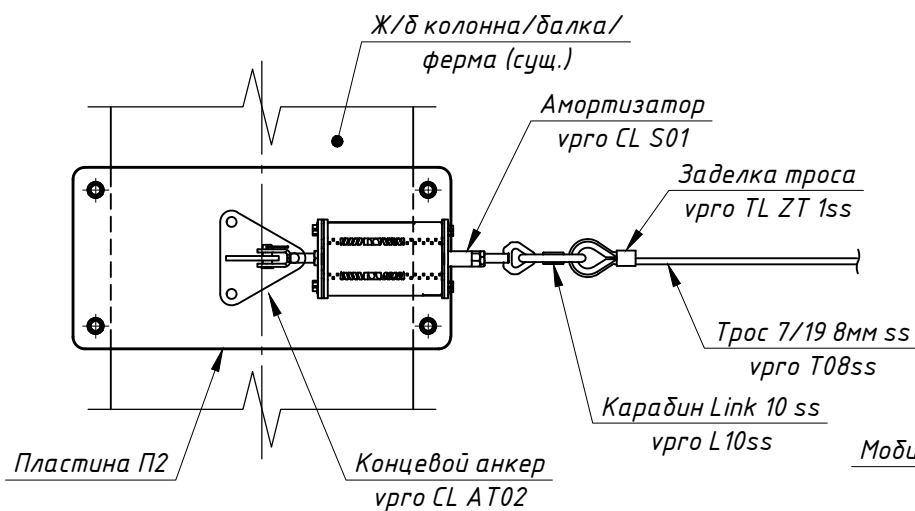 Ж/б колонна/балка/
ферма (сущ.)
Амортизатор
vpro CL S01
Заделка троса
vpro TL ZT 1ss
Трос 7/19 8мм ss
vpro T08ss
Карабин Link 10 ss
vpro L10ss
Моби
Пластина П2
Концевой анкер
vpro CL AT02